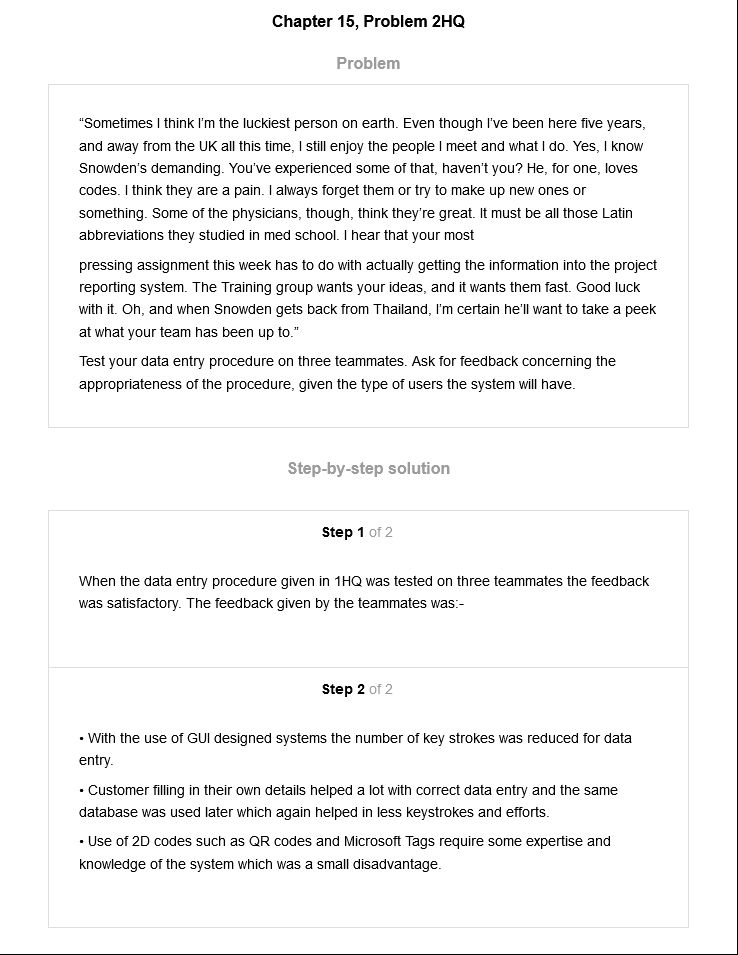 Chapter 15, Problem 2HQ
Problem
“Sometimes I think I’m the luckiest person on earth. Even though I’ve been here five years,
and away from the UK all this time, I still enjoy the people I meet and what I do. Yes, I know
Snowden’s demanding. You’ve experienced some of that, haven’t you? He, for one, loves
codes. I think they are a pain. I always forget them or try to make up new ones or
something. Some of the physicians, though, think they’re great. It must be all those Latin
abbreviations they studied in med school. I hear that your most
pressing assignment this week has to do with actually getting the information into the project
reporting system. The Training group wants your ideas, and it wants them fast. Good luck
with it. Oh, and when Snowden gets back from Thailand, I’m certain he’ll want to take a peek
at what your team has been up to.”
Test your data entry procedure on three teammates. Ask for feedback concerning the
appropriateness of the procedure, given the type of users the system will have.
Step-by-step solution
Step 1 of 2
When the data entry procedure given in 1HQ was tested on three teammates the feedback
was satisfactory. The feedback given by the teammates was:-
Step 2 of 2
• With the use of GUI designed systems the number of key strokes was reduced for data
entry.
• Customer filling in their own details helped a lot with correct data entry and the same
database was used later which again helped in less keystrokes and efforts.
• Use of 2D codes such as QR codes and Microsoft Tags require some expertise and
knowledge of the system which was a small disadvantage.